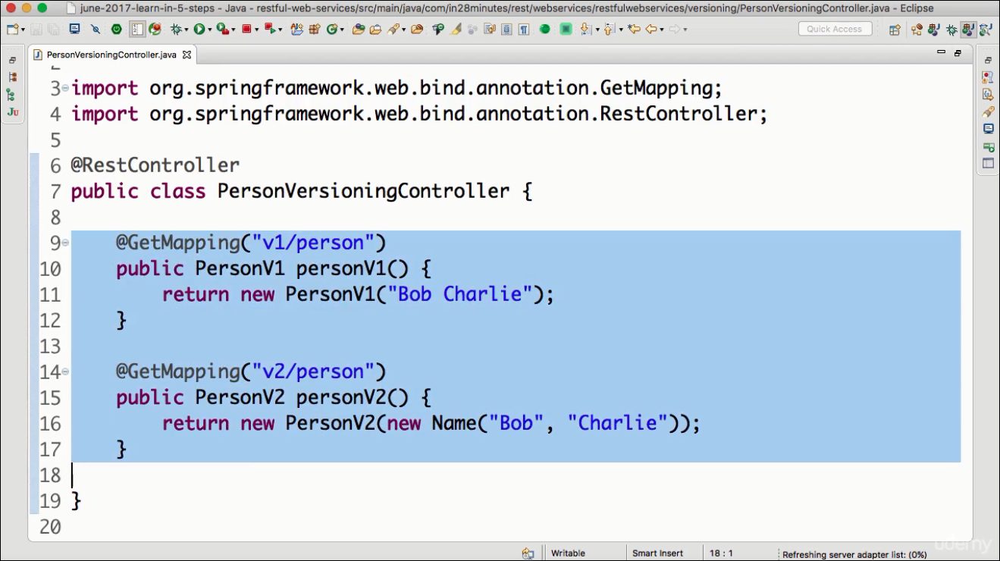 june-2017-learn-in-5-steps - Java - restful-web-services/src/main/java/com/in28minutes/rest/webservices/restfulwebservices/versioning/PersonVersioningController.java - Eclipse
Quick Access
PersonVersioningController.java
3 import org.springframework.web.bind.annotation.GetMapping;
4 import org.springframework.web.bind.annotation.RestController;
5
6 @RestController
7 public class PersonVersioningController {
8
9 @GetMapping("v1/person")
10 public PersonV1 personV1() {
11 return new PersonV1("Bob Charlie");
12 }
13
14 @GetMapping("v2/person")
15 public PersonV2 personV2() {
16 return new PersonV2(new Name("Bob", "Charlie"));
17 }
18
19 }
20
udemy
Writable Smart Insert 18 : 1 Refreshing server adapter list: (0%)